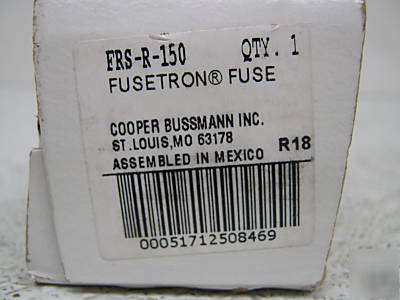 FRS-R-150 QTY. 1
FUSETRON® FUSE
COOPER BUSSMANN INC.
ST.LOUIS,MO 63178
ASSEMBLED IN MEXICO R18
00051712508469